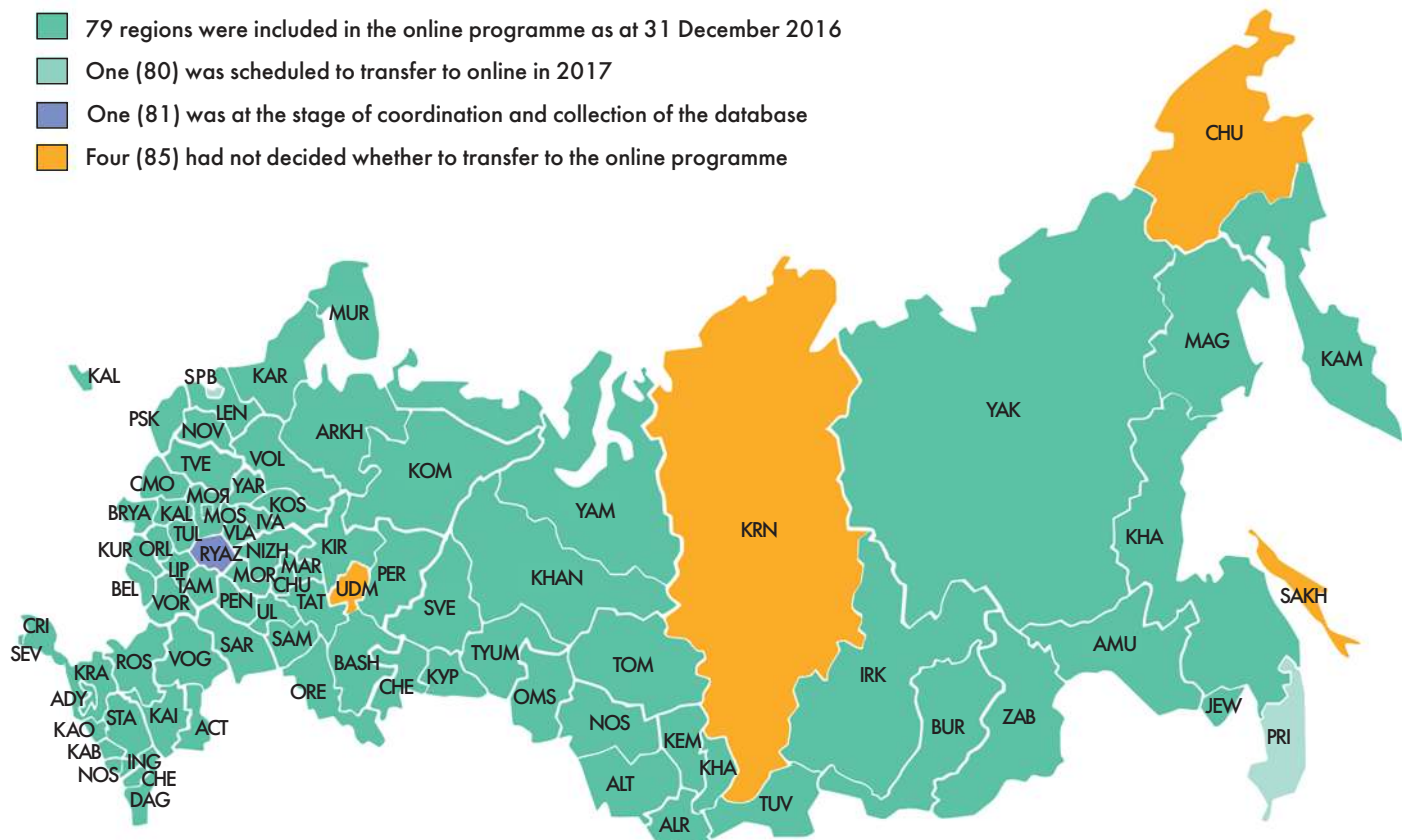 79 regions were included in the online programme as at 31 December 2016
One (80) was scheduled to transfer to online in 2017
One (81) was at the stage of coordination and collection of the database
Four (85) had not decided whether to transfer to the online programme
CHU
MUR
MAG
KAM
KAL
SPB
KAR
PSK
LEN
NOV
ARKH
YAK
TVE
VOL
KOM
CMO
MOЯ
YAR
KOS
YAM
BRYA
KAL
MOS
IVA
KRN
TUL
VLA
KHA
KUR
ORL
RYAZ
NIZH
KIR
LIP
MOR
MAR
PER
KHAN
BEL
TAM
CHU
UDM
VOR
PEN
UL
TAT
SVE
SAKH
CRI
SEV
SAR
SAM
ROS
VOG
BASH
TYUM
TOM
AMU
KRA
IRK
ADY
ORE
CHE
KYP
OMS
JEW
STA
KAI
ACT
NOS
BUR
ZAB
KAO
KEM
PRI
KAB
ING
KHA
NOS
CHE
ALT
DAG
TUV
ALR